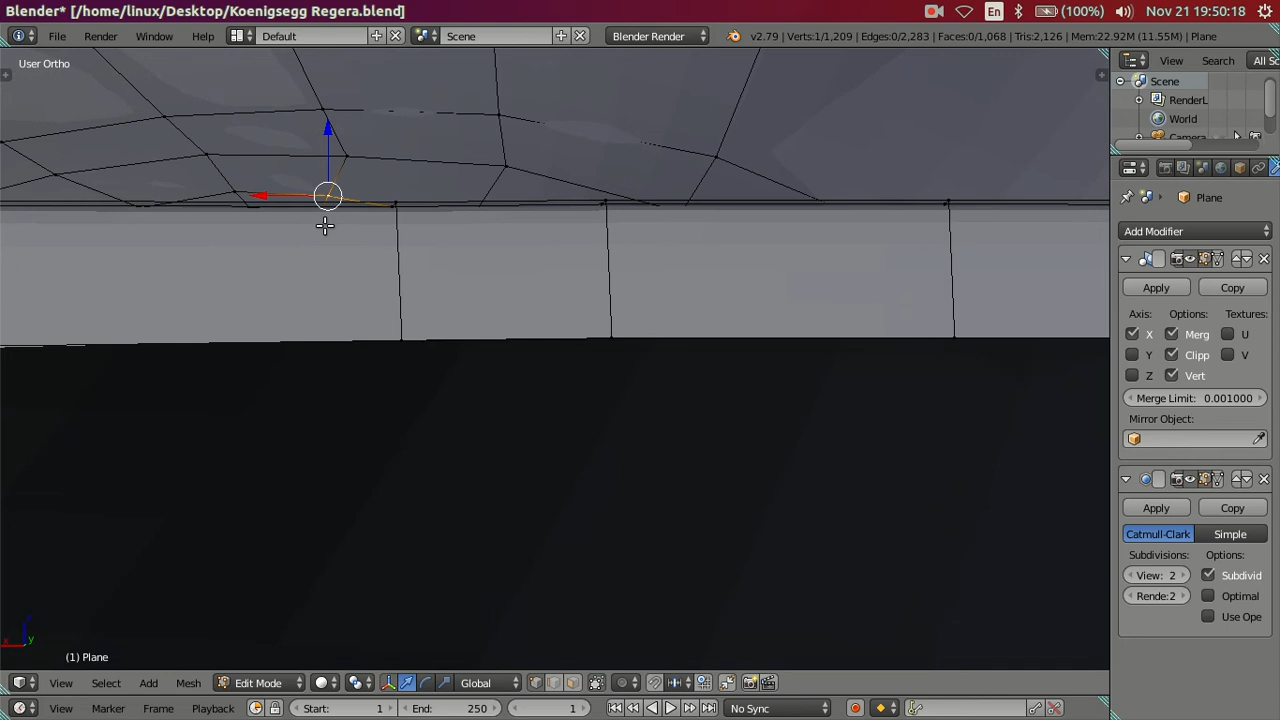 Blender* [/home/linux/Desktop/Koenigsegg Regera.blend]
En
(100%)
Nov 21 19:50:18
File Render Window Help
Default
Scene
Blender Render
v2.79 | Verts:1/1,209 | Edges:0/2,283 | Faces:0/1,068 | Tris:2,126 | Mem:22.92M (11.55M) | Plane
View Search All Sc
User Ortho
Scene
RenderL
World
Camera
Plane
Add Modifier
Apply Copy
Axis: Options: Textures:
X Merg U
Y Clipp V
Z Vert
Merge Limit: 0.001000
Mirror Object:
Apply Copy
Catmull-Clark Simple
Subdivisions: Options:
View: 2 Subdivid
Rende:2 Optimal
Use Ope
z
x y
(1) Plane
View Select Add Mesh Edit Mode Global
View Marker Frame Playback Start: 1 End: 250 1 No Sync